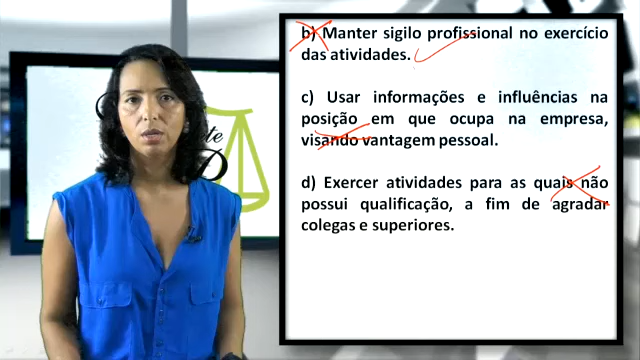 b) Manter sigilo profissional no exercício
das atividades.
c) Usar informações e influências na
posição em que ocupa na empresa,
visando vantagem pessoal.
d) Exercer atividades para as quais não
possui qualificação, a fim de agradar
colegas e superiores.